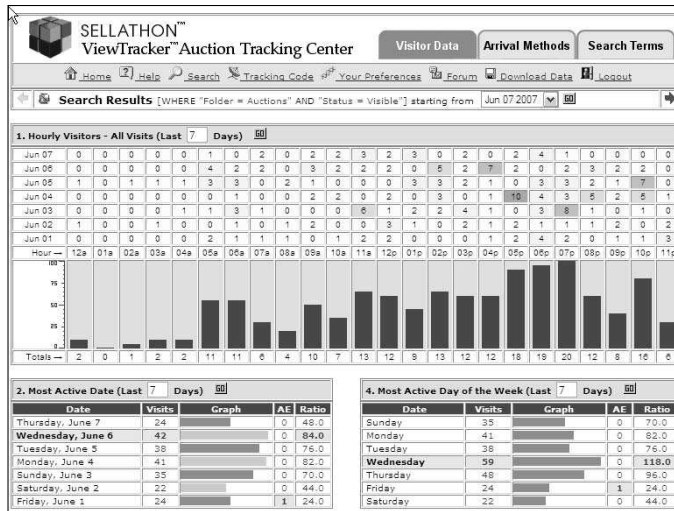 SELLATHON™
ViewTracker™ Auction Tracking Center
Visitor Data Arrival Methods Search Terms
Home Help Search Tracking Code Your Preferences Forum Download Data Logout
Search Results [WHERE "Folder = Auctions" AND "Status = Visible"] starting from Jun 07 2007 GO
1. Hourly Visitors - All Visits (Last 7 Days) GO
Jun 07 0 0 0 0 0 1 0 2 0 2 2 3 2 3 0 2 0 2 4 1 0 0 0 0
Jun 06 0 0 0 0 0 4 2 2 0 3 2 2 2 0 5 2 7 2 0 2 3 2 2 0
Jun 05 1 0 1 1 1 3 3 0 2 1 0 0 0 3 3 2 1 0 3 3 2 1 7 0
Jun 04 0 0 0 0 0 0 1 0 0 2 2 0 2 0 3 0 1 10 4 3 5 2 5 1
Jun 03 0 0 0 0 1 1 3 1 0 0 0 6 1 2 2 4 1 0 3 8 1 0 1 0
Jun 02 1 0 0 1 0 0 1 0 1 2 0 0 3 1 0 2 1 2 1 1 1 2 0 2
Jun 01 0 0 0 0 0 2 1 1 1 0 1 2 2 0 0 0 1 2 4 2 0 1 1 3
Hour → 12a 01a 02a 03a 04a 05a 06a 07a 08a 09a 10a 11a 12p 01p 02p 03p 04p 05p 06p 07p 08p 09p 10p 11p
100
75
50
25
0
Totals → 2 0 1 2 2 11 11 6 4 10 7 13 12 9 13 12 12 18 19 20 12 8 16 6
2. Most Active Date (Last 7 Days) GO
Date Visits Graph AE Ratio
Thursday, June 7 24 0 48.0
Wednesday, June 6 42 0 84.0
Tuesday, June 5 38 0 76.0
Monday, June 4 41 0 82.0
Sunday, June 3 35 0 70.0
Saturday, June 2 22 0 44.0
Friday, June 1 24 1 24.0
4. Most Active Day of the Week (Last 7 Days) GO
Date Visits Graph AE Ratio
Sunday 35 0 70.0
Monday 41 0 82.0
Tuesday 38 0 76.0
Wednesday 59 0 118.0
Thursday 48 0 96.0
Friday 24 1 24.0
Saturday 22 0 44.0